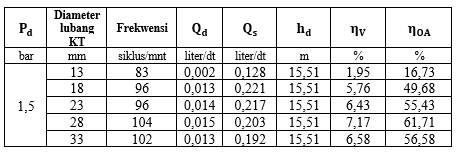 P_d Diameter lubang KT Frekwensi Q_d Q_s h_d η_V η_OA
bar mm siklus/mnt liter/dt liter/dt m % %
1,5 13 83 0,002 0,128 15,51 1,95 16,73
18 96 0,013 0,221 15,51 5,76 49,68
23 96 0,014 0,217 15,51 6,43 55,43
28 104 0,015 0,203 15,51 7,17 61,71
33 102 0,013 0,192 15,51 6,58 56,58